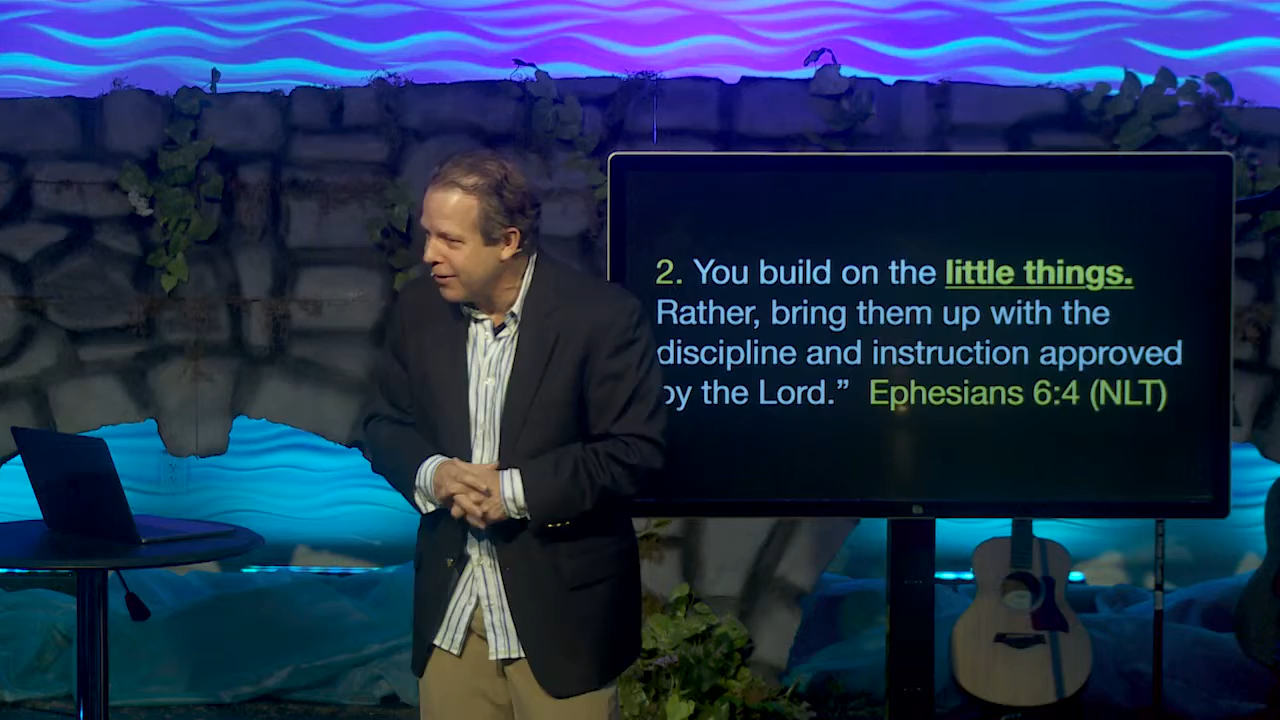 2. You build on the little things.
Rather, bring them up with the
discipline and instruction approved
by the Lord.” Ephesians 6:4 (NLT)